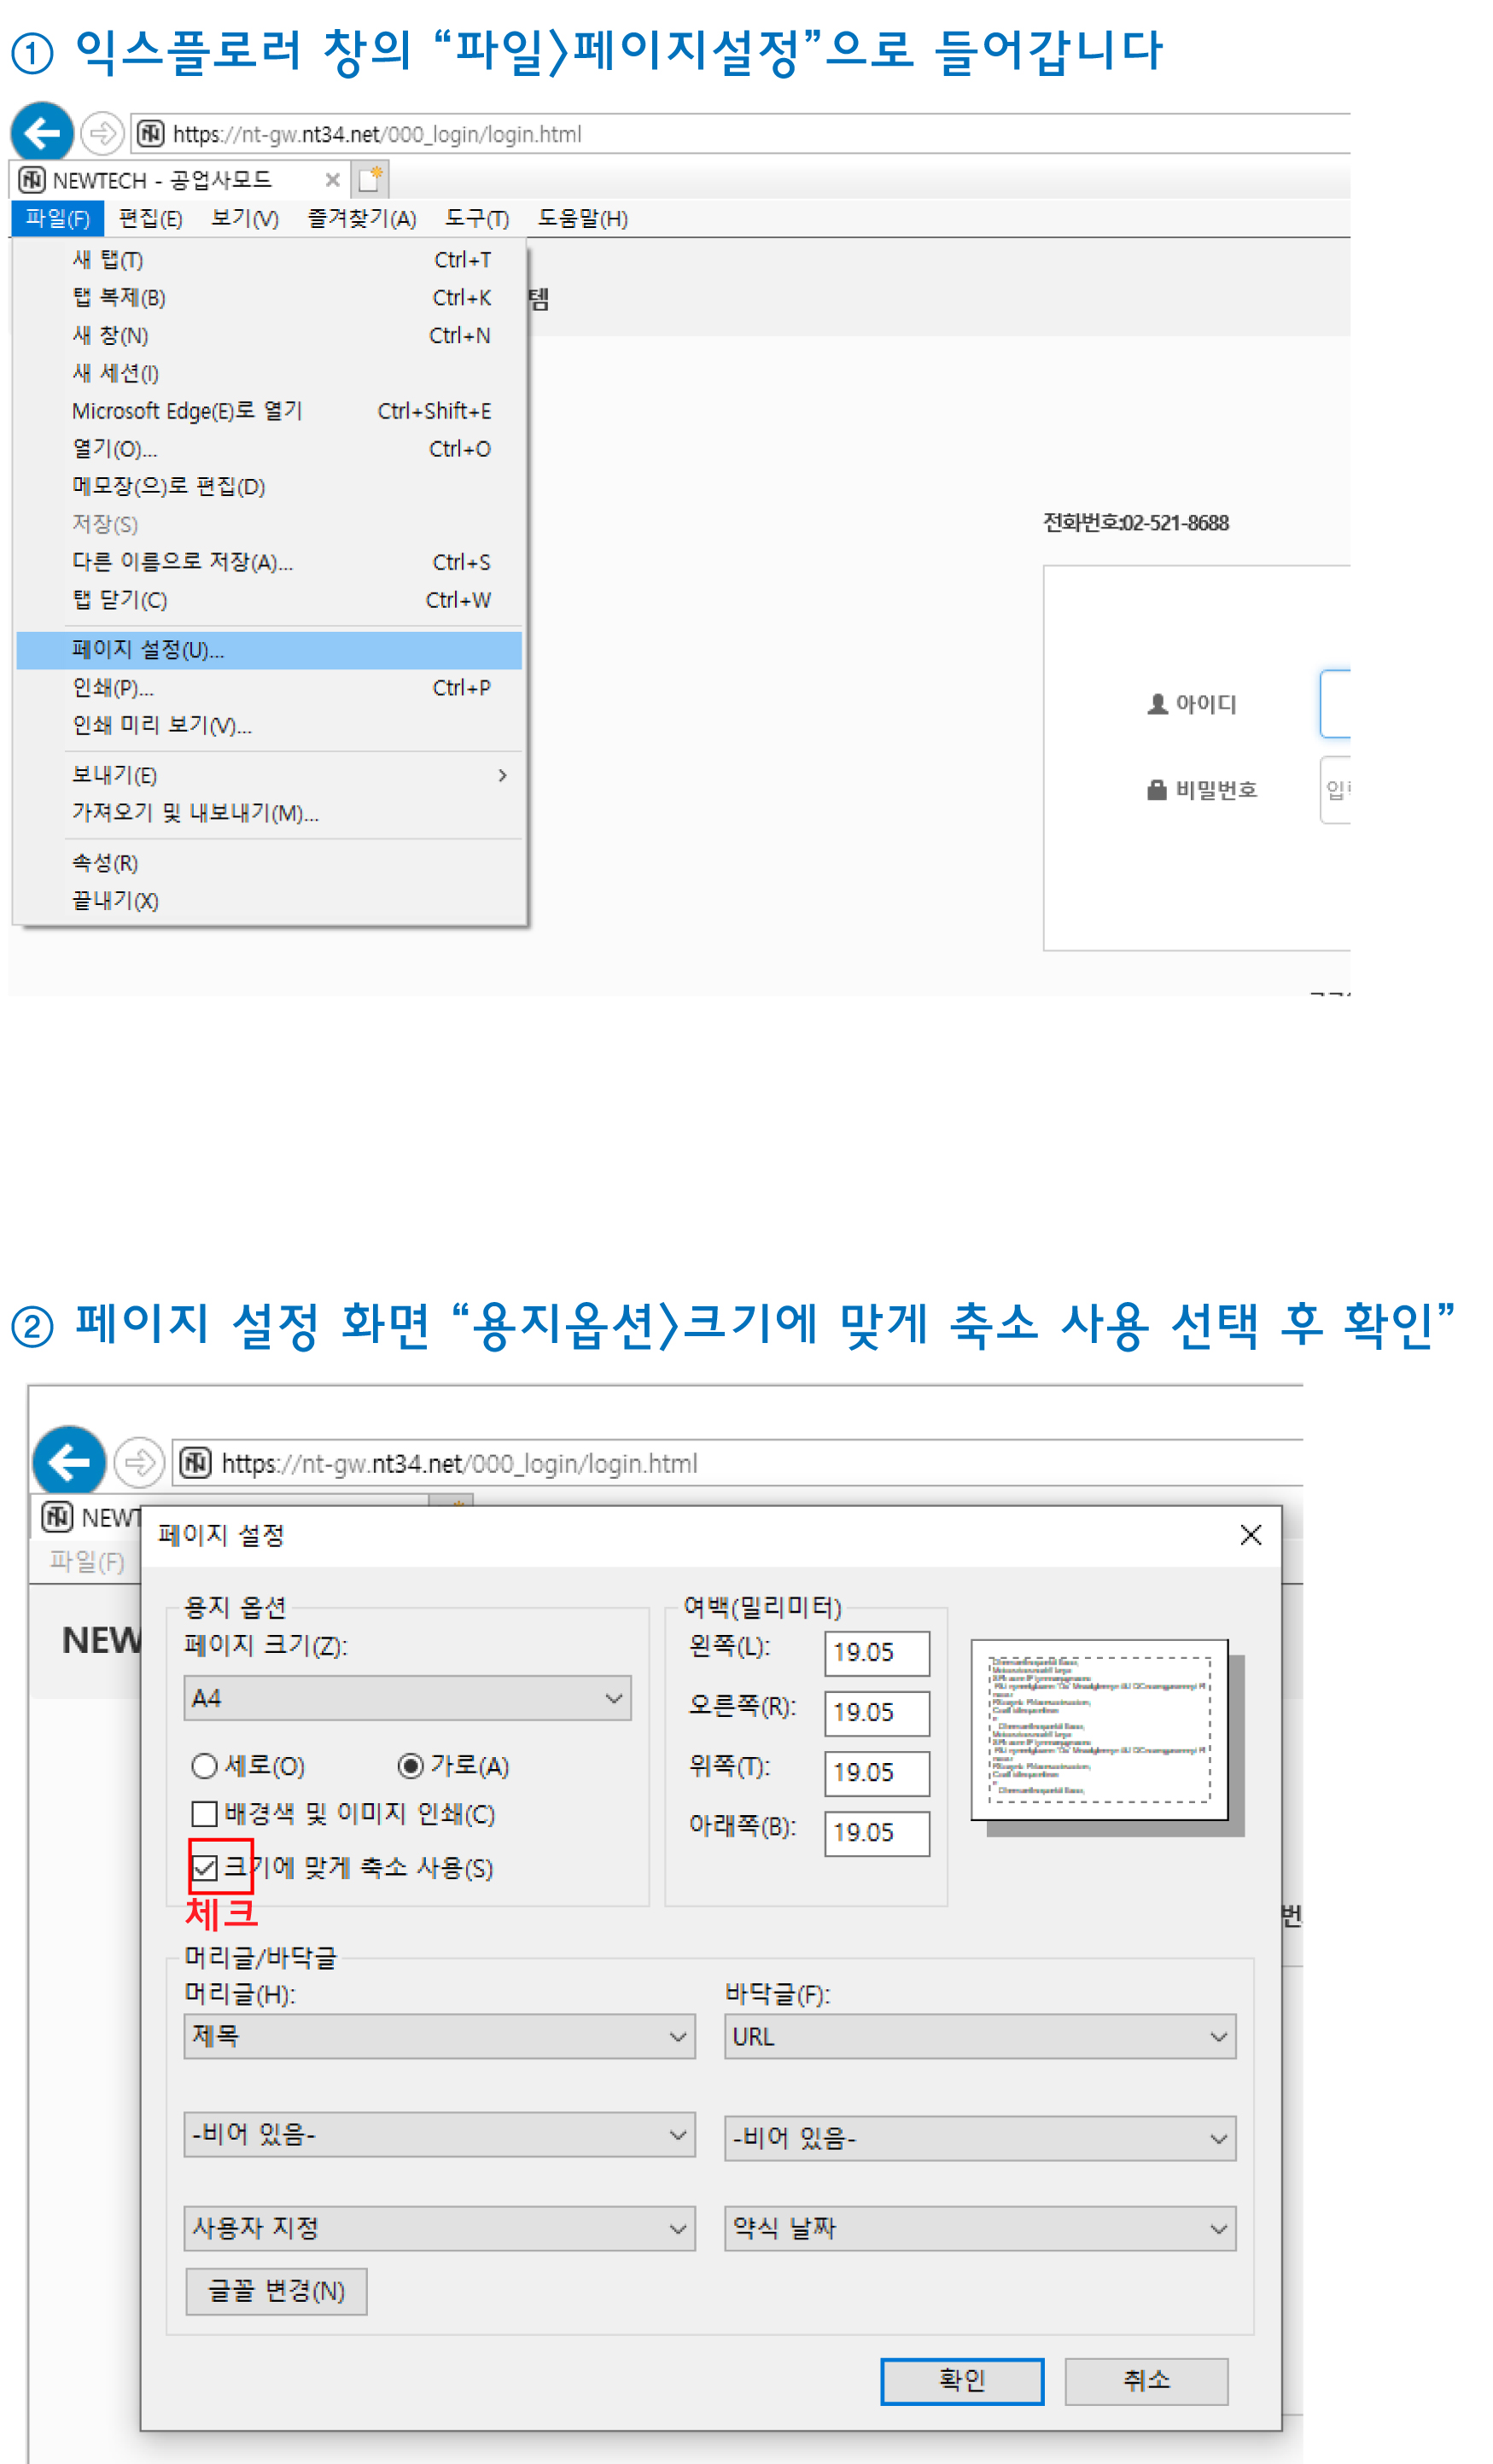 ① 익스플로러 창의 “파일〉페이지설정”으로 들어갑니다
https://nt-gw.nt34.net/000_login/login.html
NEWTECH - 공업사모드
파일(F) 편집(E) 보기(V) 즐겨찾기(A) 도구(T) 도움말(H)
새 탭(T) Ctrl+T
탭 복제(B) Ctrl+K
템
새 창(N) Ctrl+N
새 세션(I)
Microsoft Edge(E)로 열기 Ctrl+Shift+E
열기(O)... Ctrl+O
메모장(으)로 편집(D)
저장(S)
전화번호:02-521-8688
다른 이름으로 저장(A)... Ctrl+S
탭 닫기(C) Ctrl+W
페이지 설정(U)...
인쇄(P)... Ctrl+P
아이디
인쇄 미리 보기(V)...
보내기(E)
비밀번호
가져오기 및 내보내기(M)...
속성(R)
끝내기(X)
② 페이지 설정 화면 “용지옵션〉크기에 맞게 축소 사용 선택 후 확인”
https://nt-gw.nt34.net/000_login/login.html
NEWT
페이지 설정
파일(F)
NEW
용지 옵션
페이지 크기(Z):
A4
세로(O) 가로(A)
배경색 및 이미지 인쇄(C)
크기에 맞게 축소 사용(S)
체크
여백(밀리미터)
왼쪽(L): 19.05
오른쪽(R): 19.05
위쪽(T): 19.05
아래쪽(B): 19.05
번
머리글/바닥글
머리글(H): 바닥글(F):
제목 URL
-비어 있음- -비어 있음-
사용자 지정 약식 날짜
글꼴 변경(N)
확인 취소